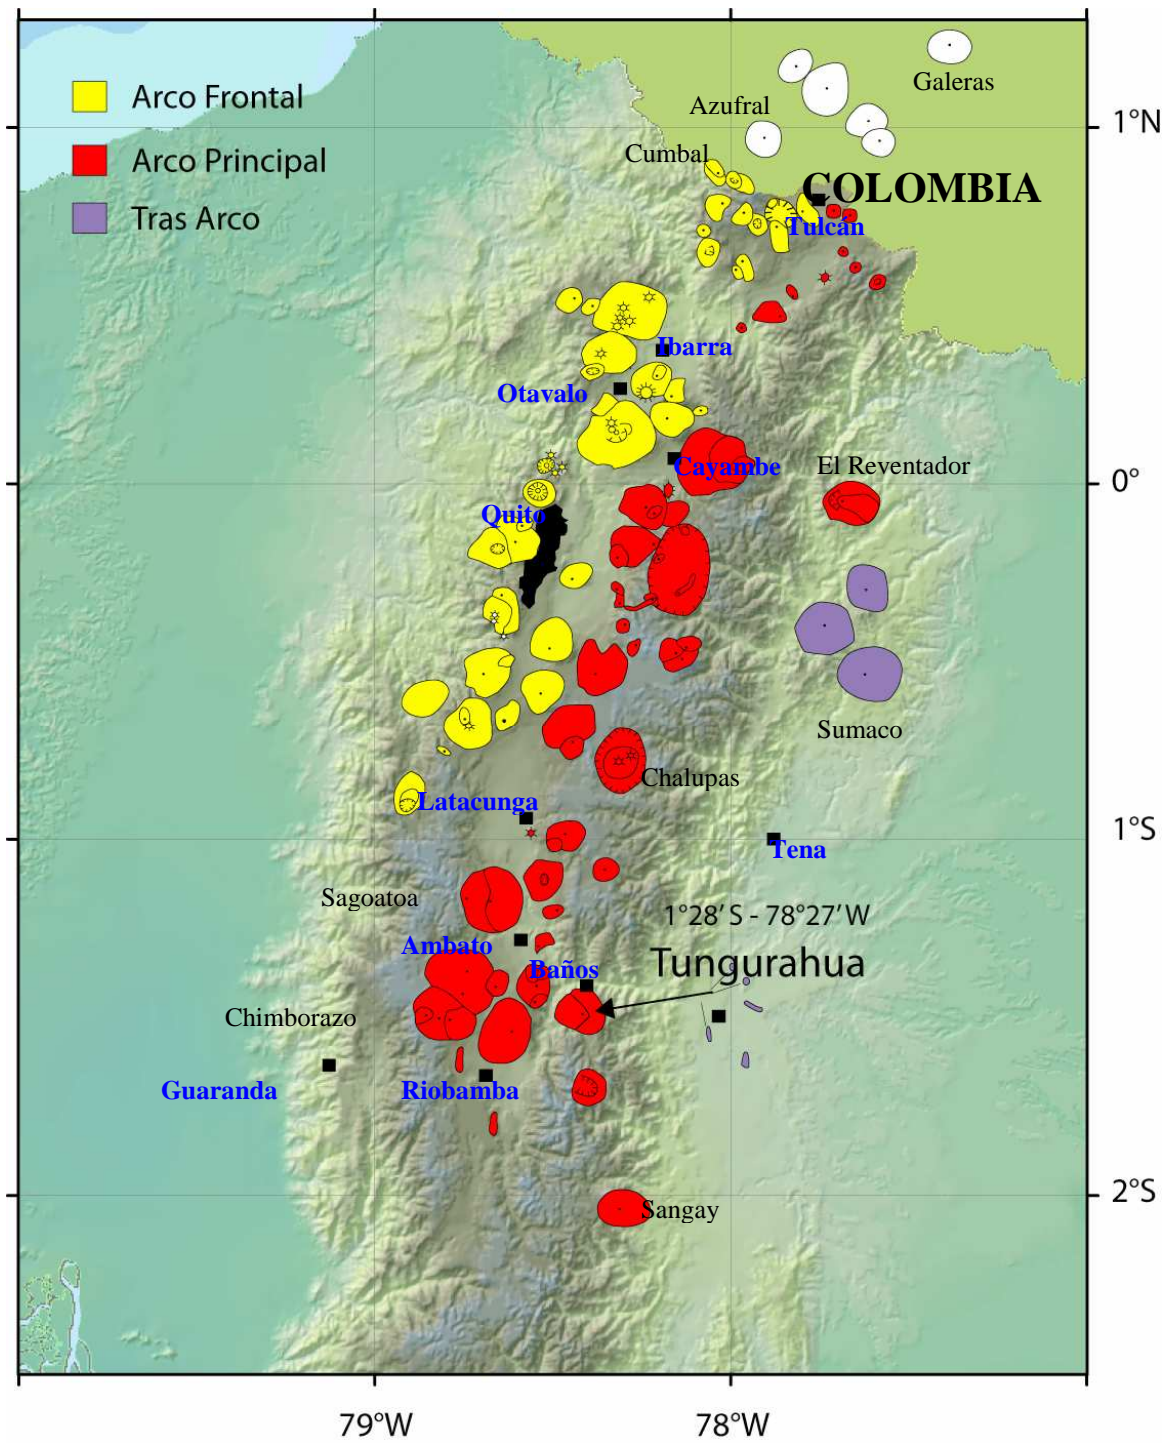 Galeras
Arco Frontal
Azufral
1°N
Cumbal
Arco Principal
COLOMBIA
Tras Arco
Tulcán
Ibarra
Otavalo
Cayambe
El Reventador
0°
Quito
Sumaco
Chalupas
Latacunga
1°S
Tena
Sagoatoa
1°28'S - 78°27'W
Ambato
Baños
Tungurahua
Chimborazo
Guaranda
Riobamba
2°S
Sangay
79°W
78°W